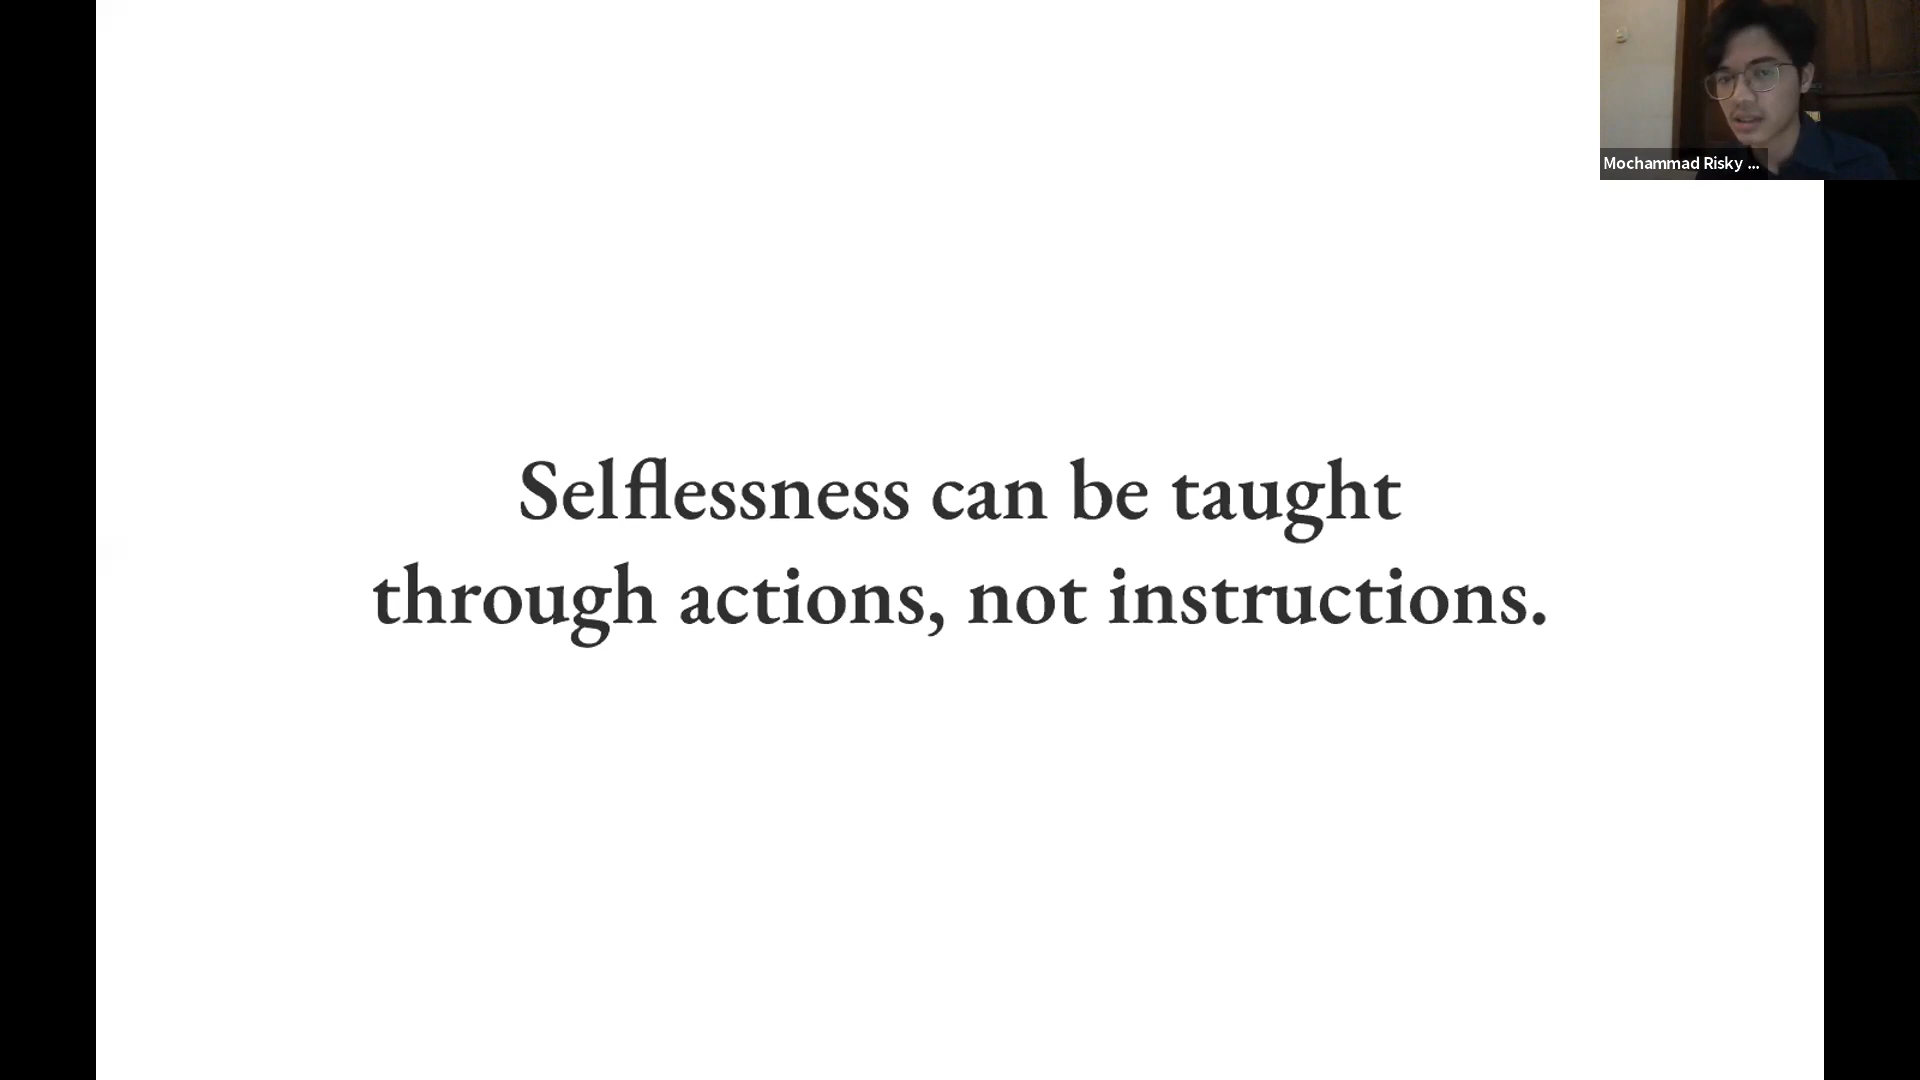 Mochammad Risky ...
Selflessness can be taught
through actions, not instructions.